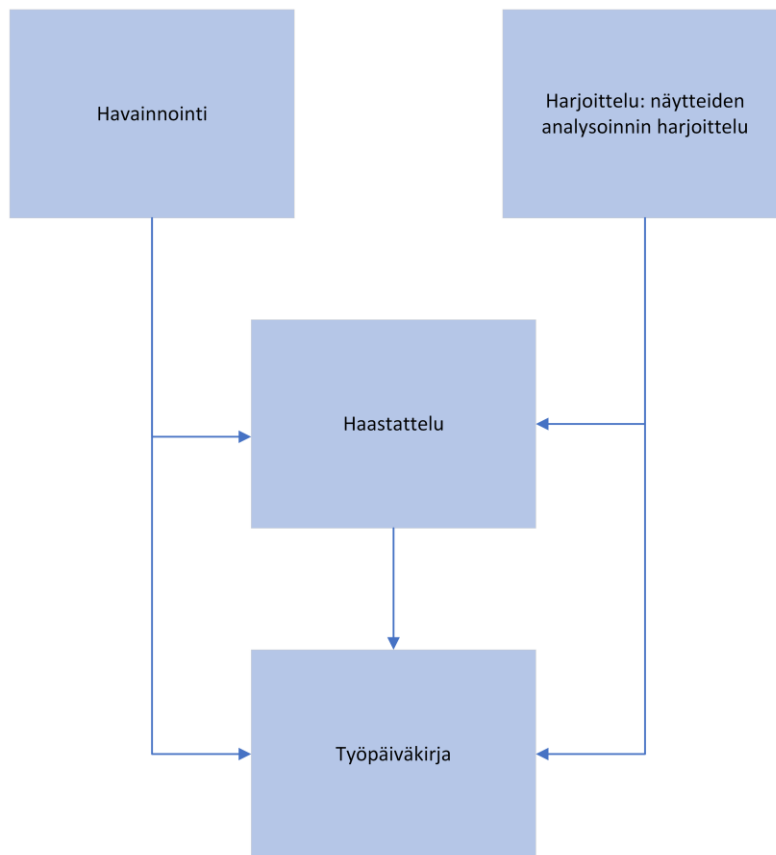 Havainnointi
Harjoittelu: näytteiden
analysoinnin harjoittelu
Haastattelu
Työpäiväkirja